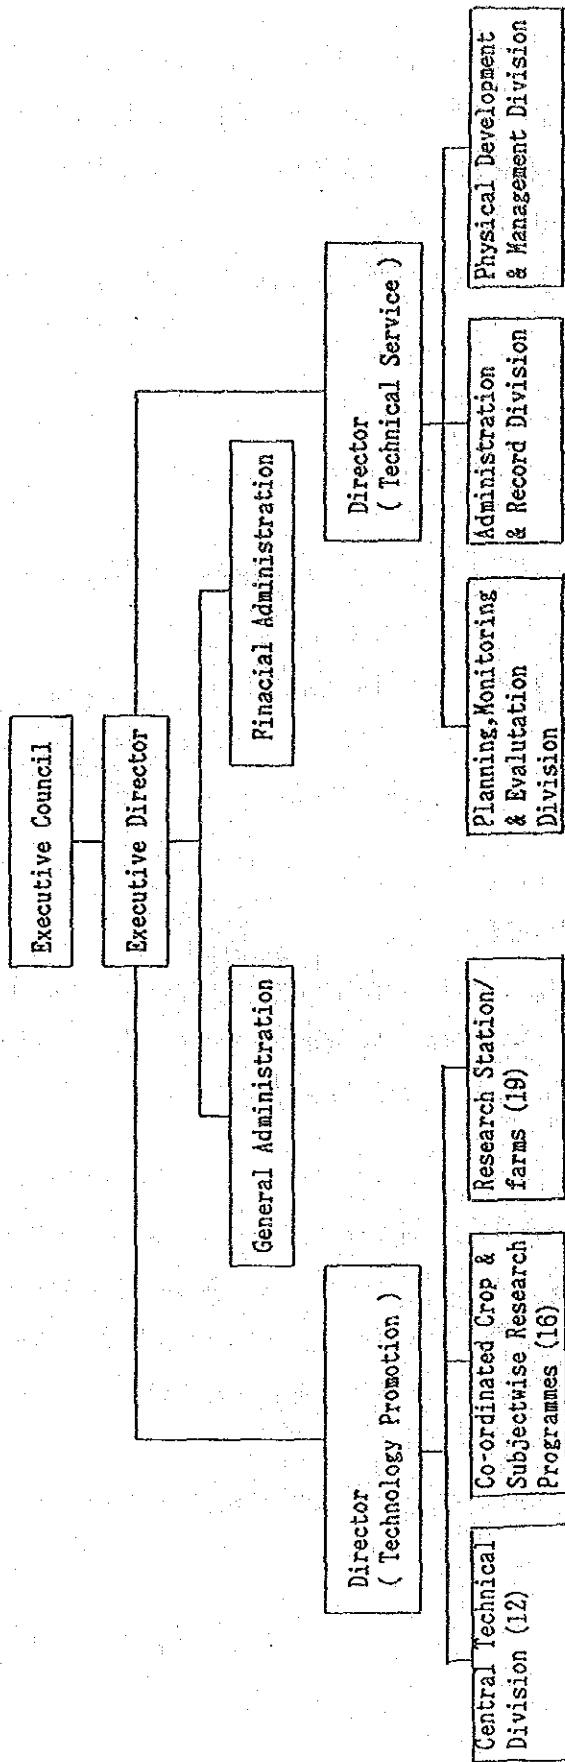 Executive Council
Executive Director
General Administration
Finacial Administration
Director
( Technology Promotion )
Director
( Technical Service )
Central Technical
Division (12)
Co-ordinated Crop &
Subjectwise Research
Programmes (16)
Research Station/
farms (19)
Planning,Monitoring
& Evalutation
Division
Administration
& Record Division
Physical Development
& Management Division